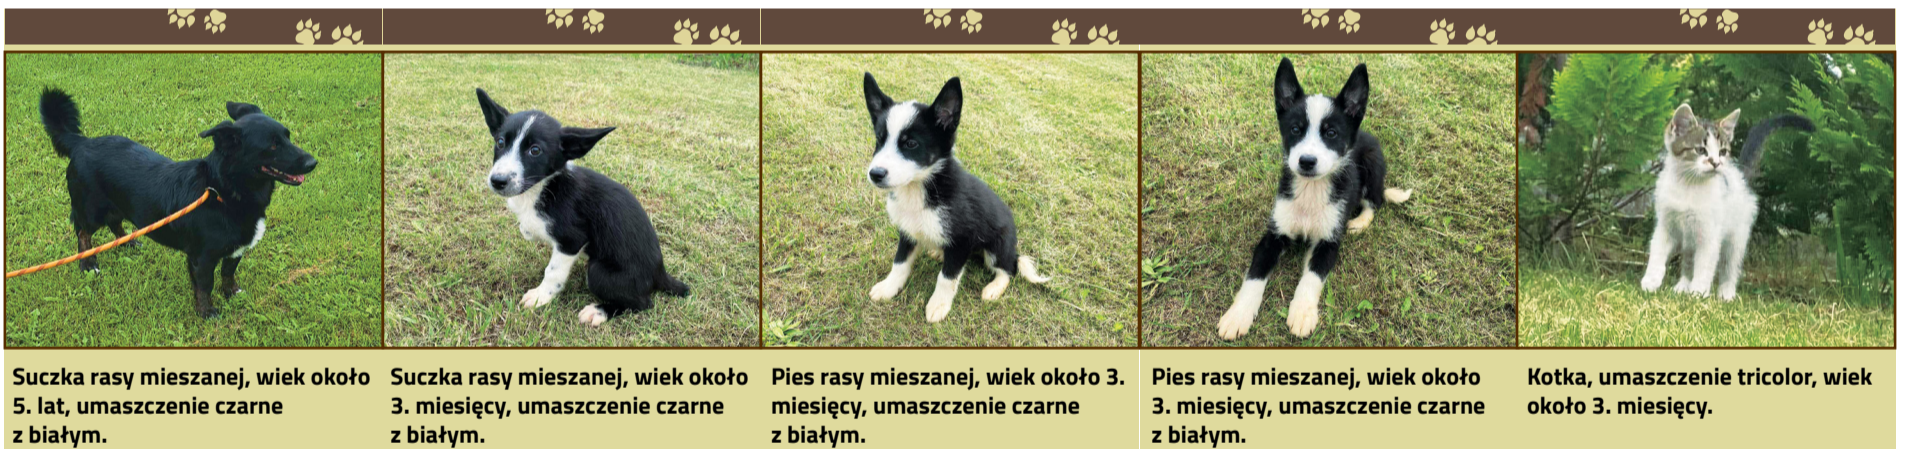 Suczka rasy mieszanej, wiek około
5. lat, umaszczenie czarne
z białym.
Suczka rasy mieszanej, wiek około
3. miesięcy, umaszczenie czarne
z białym.
Pies rasy mieszanej, wiek około 3.
miesięcy, umaszczenie czarne
z białym.
Pies rasy mieszanej, wiek około
3. miesięcy, umaszczenie czarne
z białym.
Kotka, umaszczenie tricolor, wiek
około 3. miesięcy.